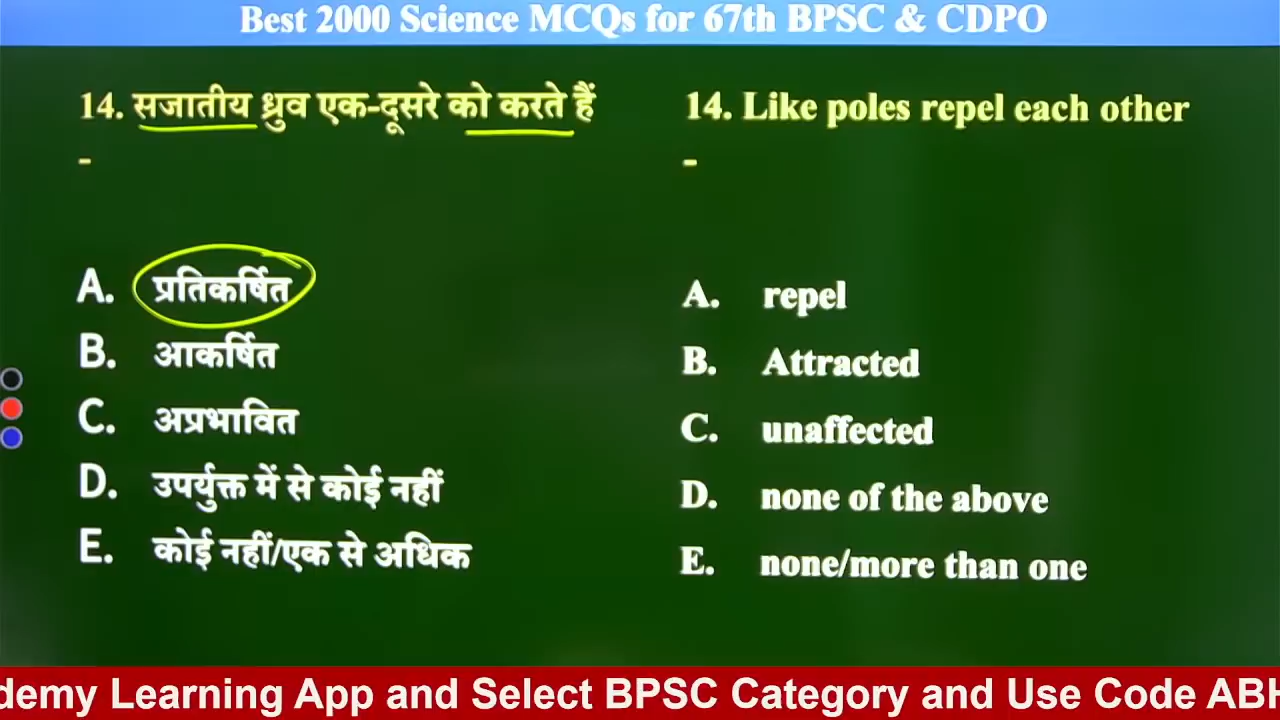 Best 2000 Science MCQs for 67th BPSC & CDPO
14. सजातीय ध्रुव एक-दूसरे को करते हैं
-
A. प्रतिकर्षित
B. आकर्षित
C. अप्रभावित
D. उपर्युक्त में से कोई नहीं
E. कोई नहीं/एक से अधिक
14. Like poles repel each other
-
A. repel
B. Attracted
C. unaffected
D. none of the above
E. none/more than one
demy Learning App and Select BPSC Category and Use Code ABH